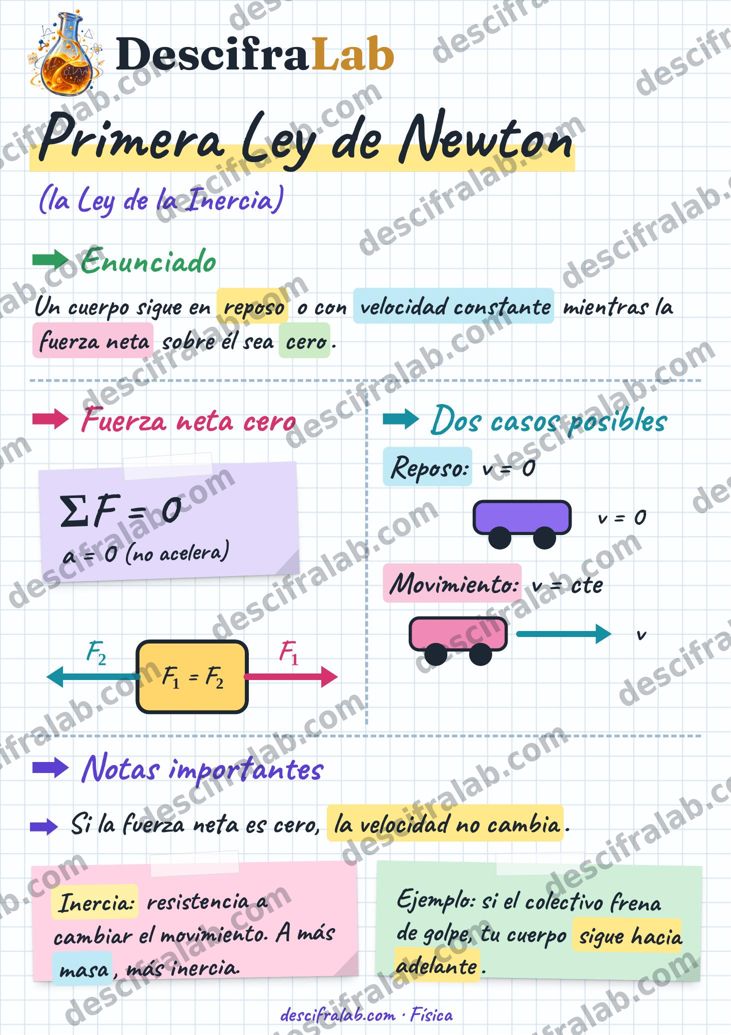 DescifraLab
Primera Ley de Newton
(la Ley de la Inercia)
Enunciado
Un cuerpo sigue en reposo o con velocidad constante mientras la
fuerza neta sobre él sea cero.
Fuerza neta cero
ΣF = 0
a = 0 (no acelera)
F₂
F₁ = F₂
F₁
Dos casos posibles
Reposo: v = 0
v = 0
Movimiento: v = cte
v
Notas importantes
Si la fuerza neta es cero, la velocidad no cambia.
Inercia: resistencia a
cambiar el movimiento. A más
masa, más inercia.
Ejemplo: si el colectivo frena
de golpe, tu cuerpo sigue hacia
adelante.
descifralab.com · Física
descifralab.com